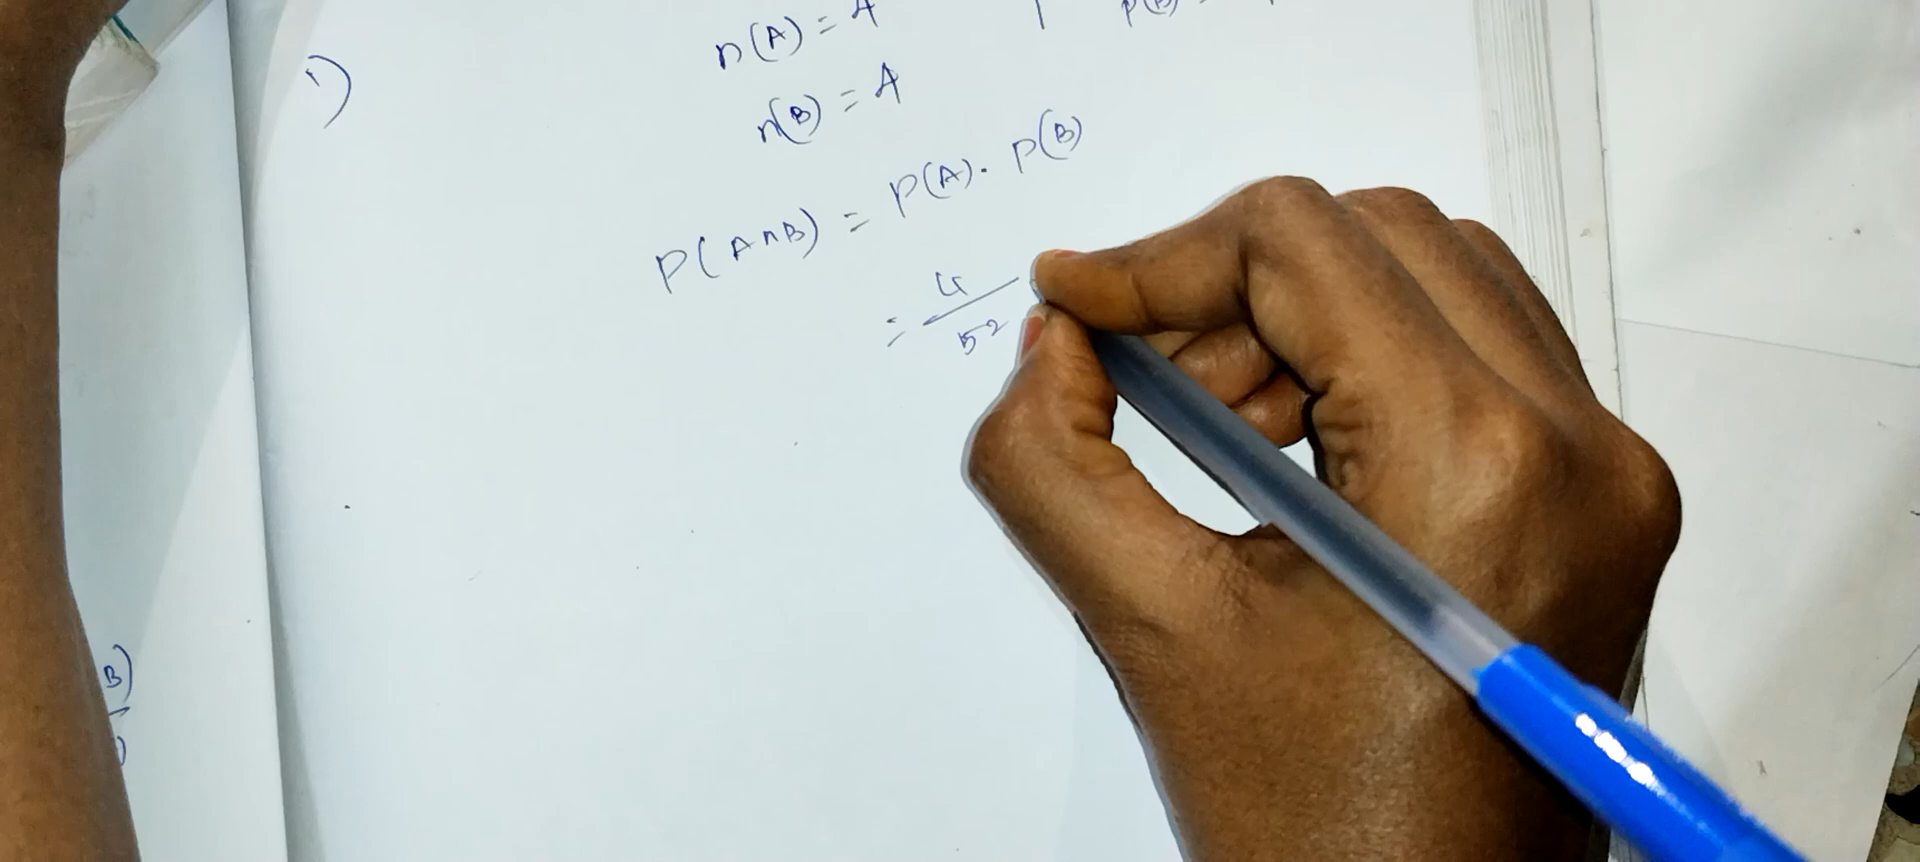 1)
n(A) = 4
P(B)
n(B) = 4
P(A∩B) = P(A). P(B)
= 4/52
B)